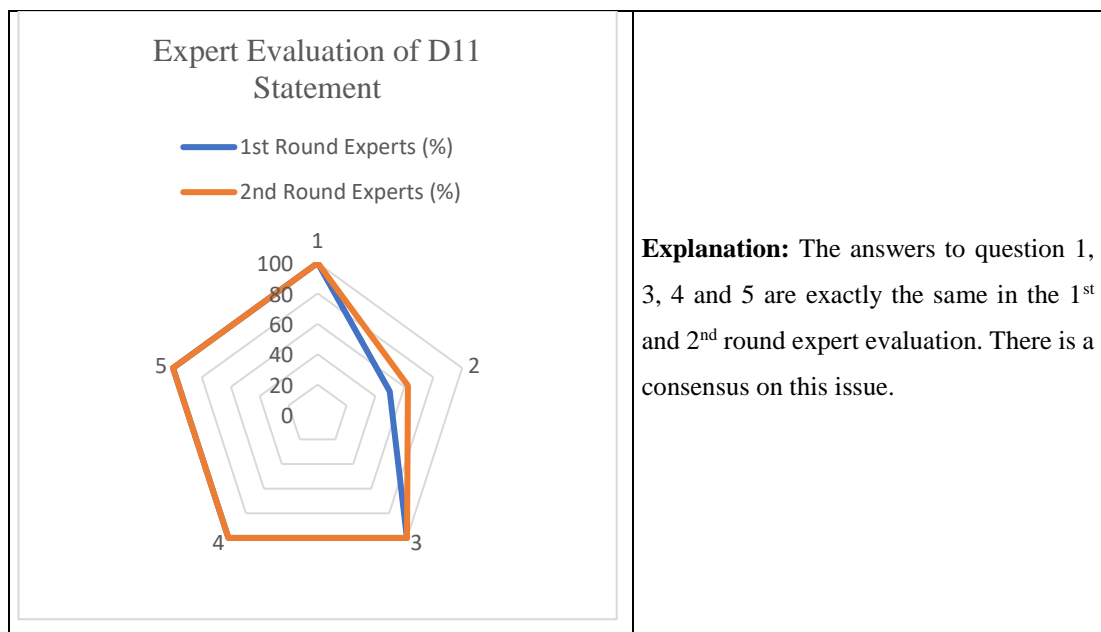 Expert Evaluation of D11
Statement
1st Round Experts (%)
2nd Round Experts (%)
1
100
80
60
40
20
0
2
3
4
5
Explanation: The answers to question 1,
3, 4 and 5 are exactly the same in the 1st
and 2nd round expert evaluation. There is a
consensus on this issue.